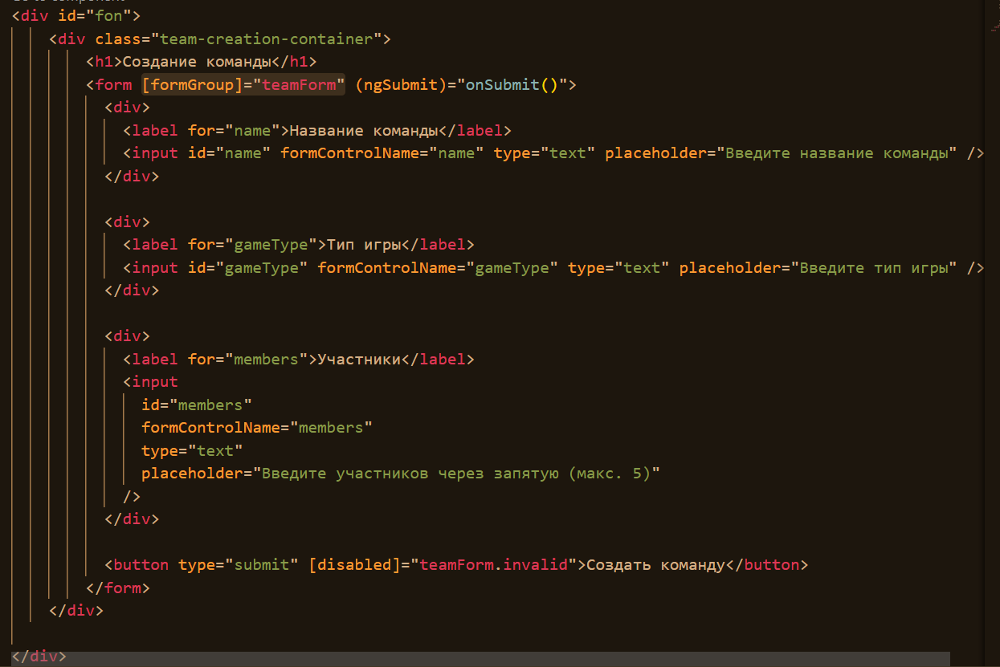 <div id="fon">
<div class="team-creation-container">
<h1>Создание команды</h1>
<form [formGroup]="teamForm" (ngSubmit)="onSubmit()">
<div>
<label for="name">Название команды</label>
<input id="name" formControlName="name" type="text" placeholder="Введите название команды" />
</div>
<div>
<label for="gameType">Тип игры</label>
<input id="gameType" formControlName="gameType" type="text" placeholder="Введите тип игры" />
</div>
<div>
<label for="members">Участники</label>
<input
id="members"
formControlName="members"
type="text"
placeholder="Введите участников через запятую (макс. 5)"
/>
</div>
<button type="submit" [disabled]="teamForm.invalid">Создать команду</button>
</form>
</div>
</div>